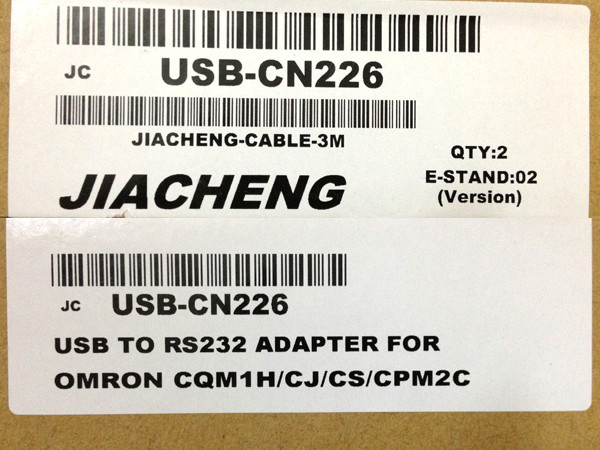 JC USB-CN226
JIACHENG-CABLE-3M
QTY:2
JIACHENG
E-STAND:02
(Version)
JC USB-CN226
USB TO RS232 ADAPTER FOR
OMRON CQM1H/CJ/CS/CPM2C